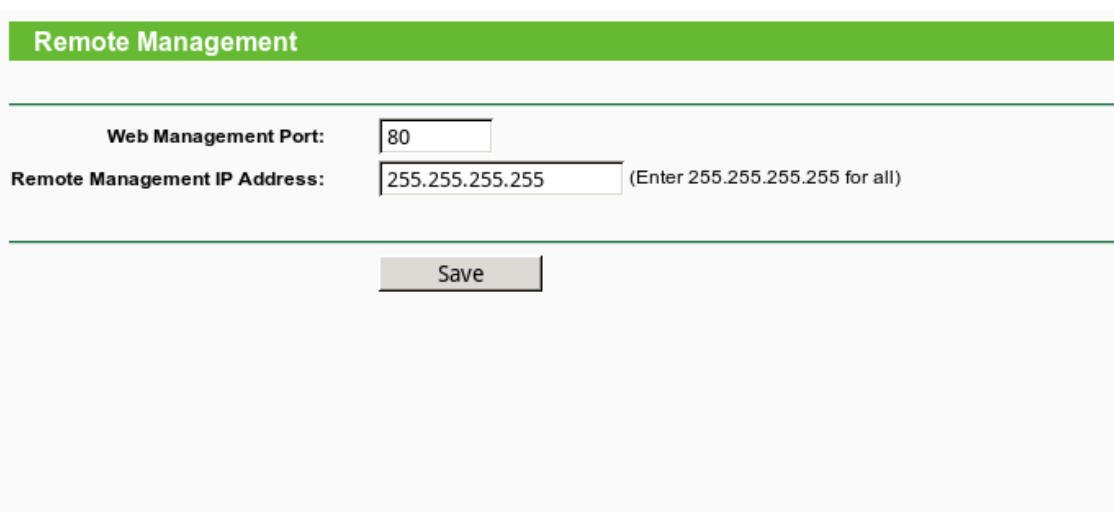 Remote Management
Web Management Port: 80
Remote Management IP Address: 255.255.255.255 (Enter 255.255.255.255 for all)
Save